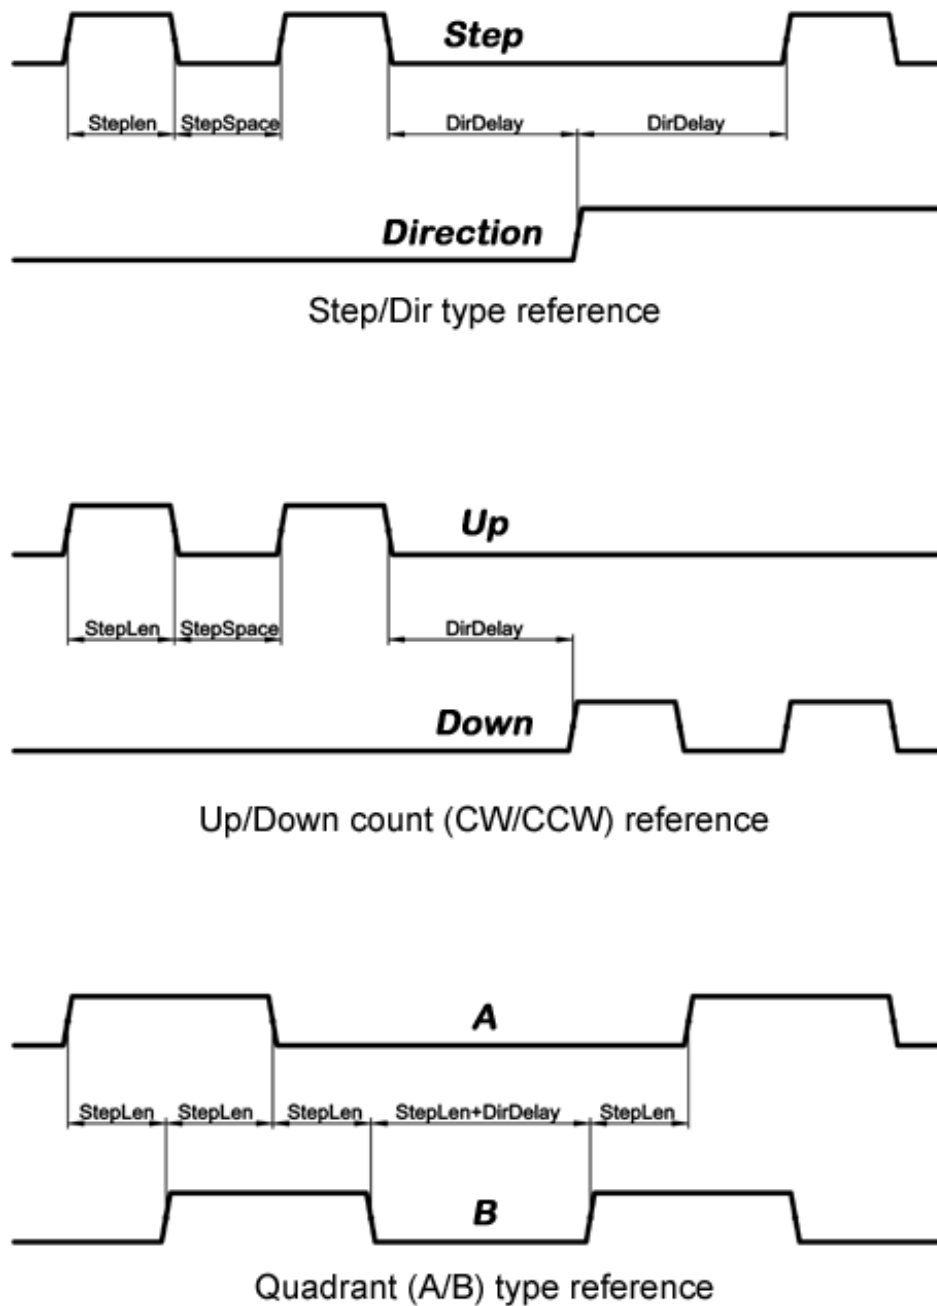 Step
Steplen StepSpace DirDelay DirDelay
Direction
Step/Dir type reference
Up
StepLen StepSpace DirDelay
Down
Up/Down count (CW/CCW) reference
A
StepLen StepLen StepLen StepLen+DirDelay StepLen
B
Quadrant (A/B) type reference